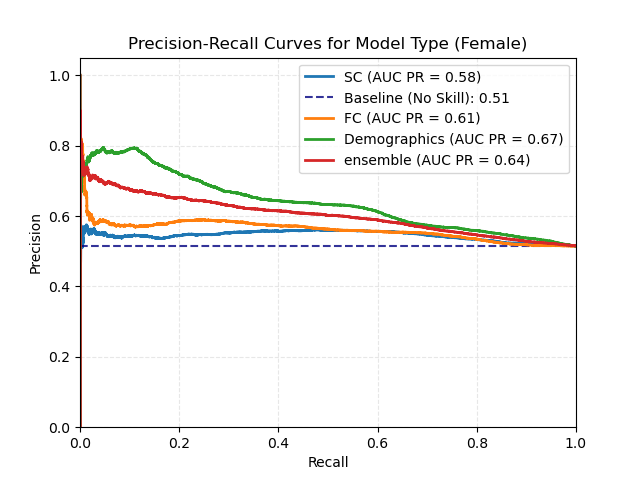 Precision-Recall Curves for Model Type (Female)
SC (AUC PR = 0.58)
Baseline (No Skill): 0.51
FC (AUC PR = 0.61)
Demographics (AUC PR = 0.67)
ensemble (AUC PR = 0.64)
Precision
1.0
0.8
0.6
0.4
0.2
0.0
0.0 0.2 0.4 0.6 0.8 1.0
Recall